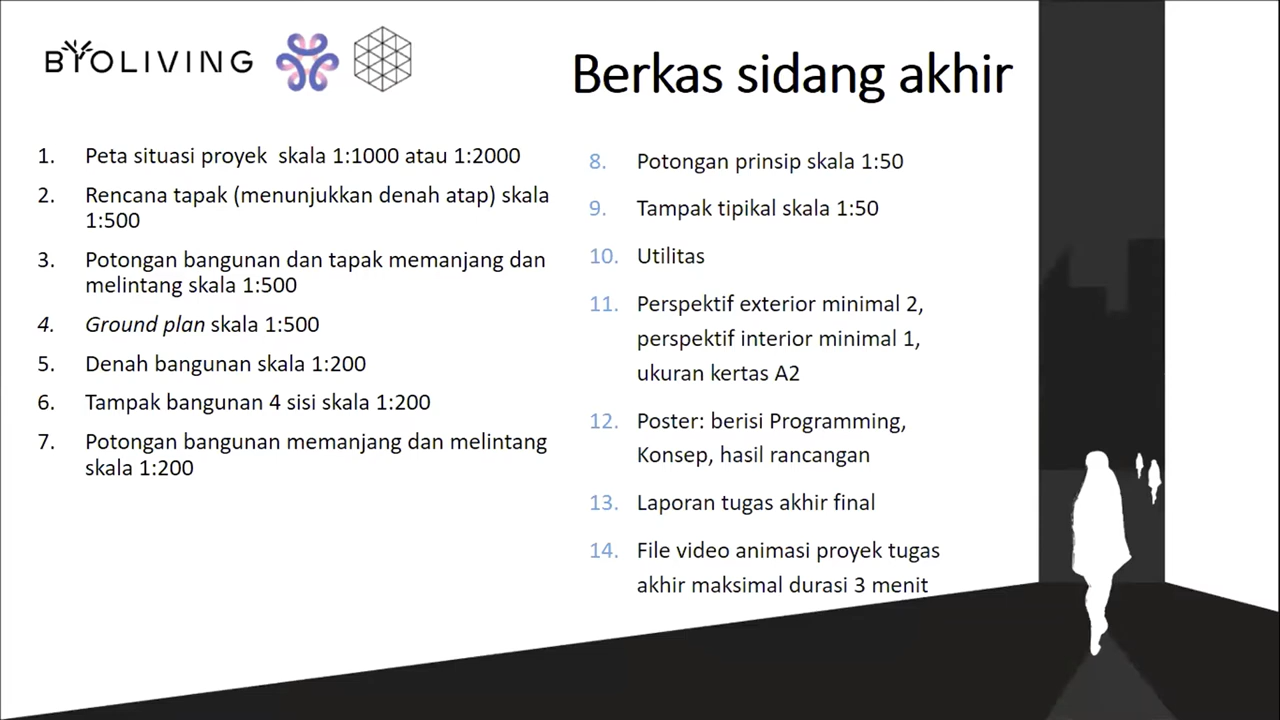 BYOLIVING
Berkas sidang akhir
1. Peta situasi proyek skala 1:1000 atau 1:2000
2. Rencana tapak (menunjukkan denah atap) skala
1:500
3. Potongan bangunan dan tapak memanjang dan
melintang skala 1:500
4. Ground plan skala 1:500
5. Denah bangunan skala 1:200
6. Tampak bangunan 4 sisi skala 1:200
7. Potongan bangunan memanjang dan melintang
skala 1:200
8. Potongan prinsip skala 1:50
9. Tampak tipikal skala 1:50
10. Utilitas
11. Perspektif exterior minimal 2,
perspektif interior minimal 1,
ukuran kertas A2
12. Poster: berisi Programming,
Konsep, hasil rancangan
13. Laporan tugas akhir final
14. File video animasi proyek tugas
akhir maksimal durasi 3 menit